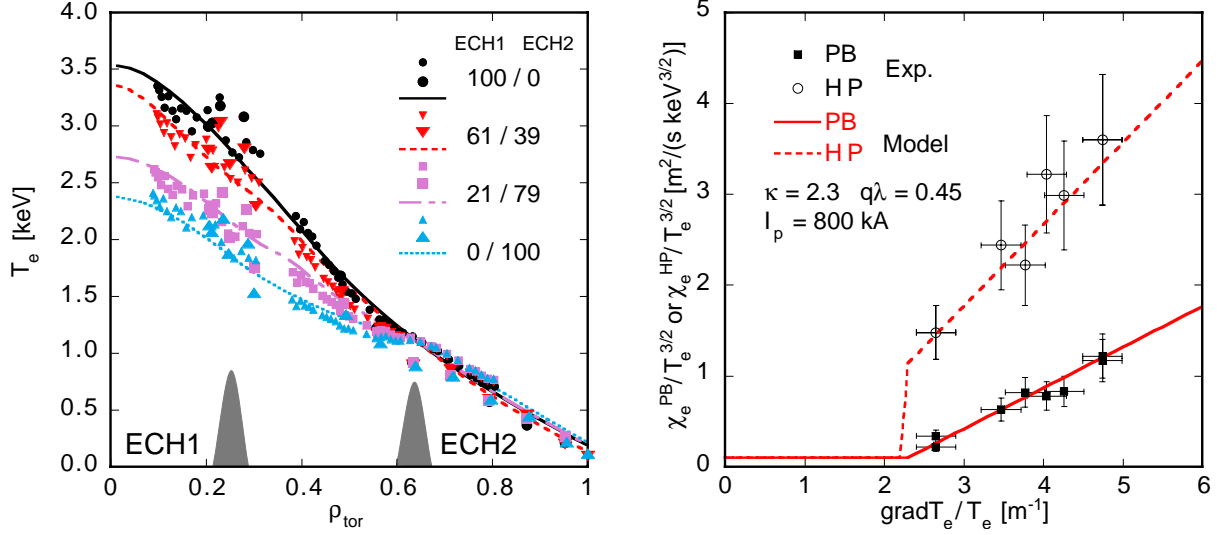 4.0
3.5
3.0
2.5
2.0
1.5
1.0
0.5
0.0
T_e [keV]
ECH1 ECH2
100 / 0
61 / 39
21 / 79
0 / 100
ECH1
ECH2
0 0.2 0.4 0.6 0.8 1
ρ_tor
5
4
3
2
1
0
χ_e^PB/T_e^3/2 or χ_e^HP/T_e^3/2 [m^2/(s keV^3/2)]
PB
HP
Exp.
PB
HP
Model
κ = 2.3 qλ = 0.45
I_p = 800 kA
0 1 2 3 4 5 6
gradT_e/T_e [m^-1]